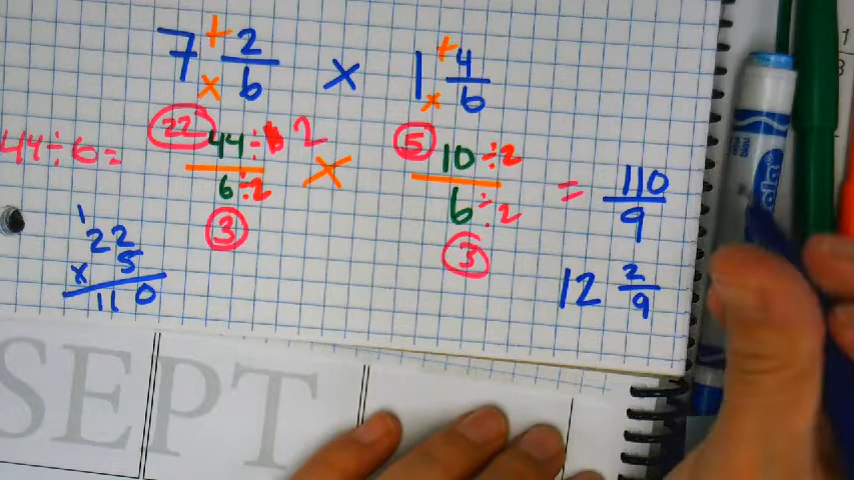 7 + 2/6 x 1 + 4/6
x x
44÷6=
22 44÷2 x 5 10÷2 = 110/9
6÷2 6÷2
3 3
1
22
x 5
110
12 2/9
SEPT